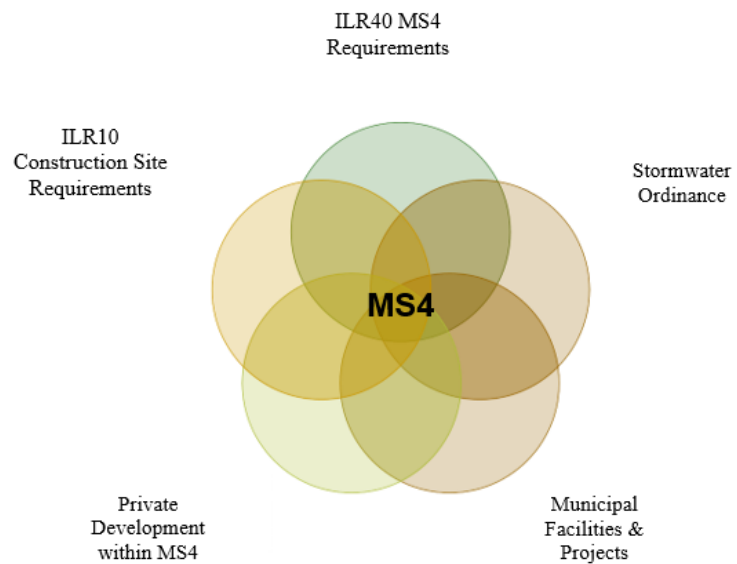 ILR40 MS4
Requirements
ILR10
Construction Site
Requirements
Stormwater
Ordinance
MS4
Private
Development
within MS4
Municipal
Facilities &
Projects